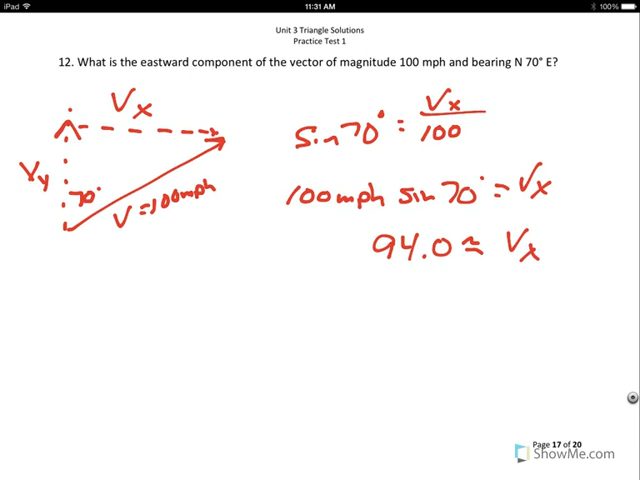 iPad 11:31 AM 100%
Unit 3 Triangle Solutions
Practice Test 1
12. What is the eastward component of the vector of magnitude 100 mph and bearing N 70° E?
Vx
sin 70° = Vx/100
Vy
70°
V = 100mph
100mph sin 70° = Vx
94.0 ≈ Vx
Page 17 of 20
ShowMe.com